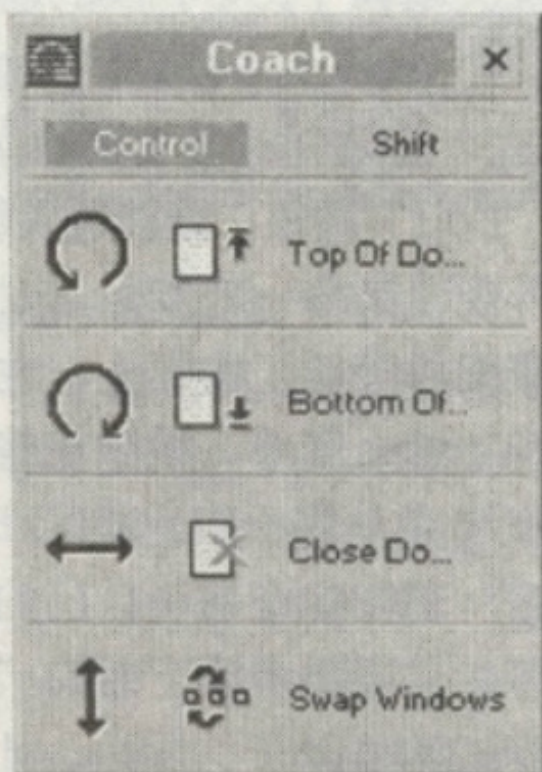 Coach
Control Shift
Top Of Do...
Bottom Of...
Close Do...
Swap Windows